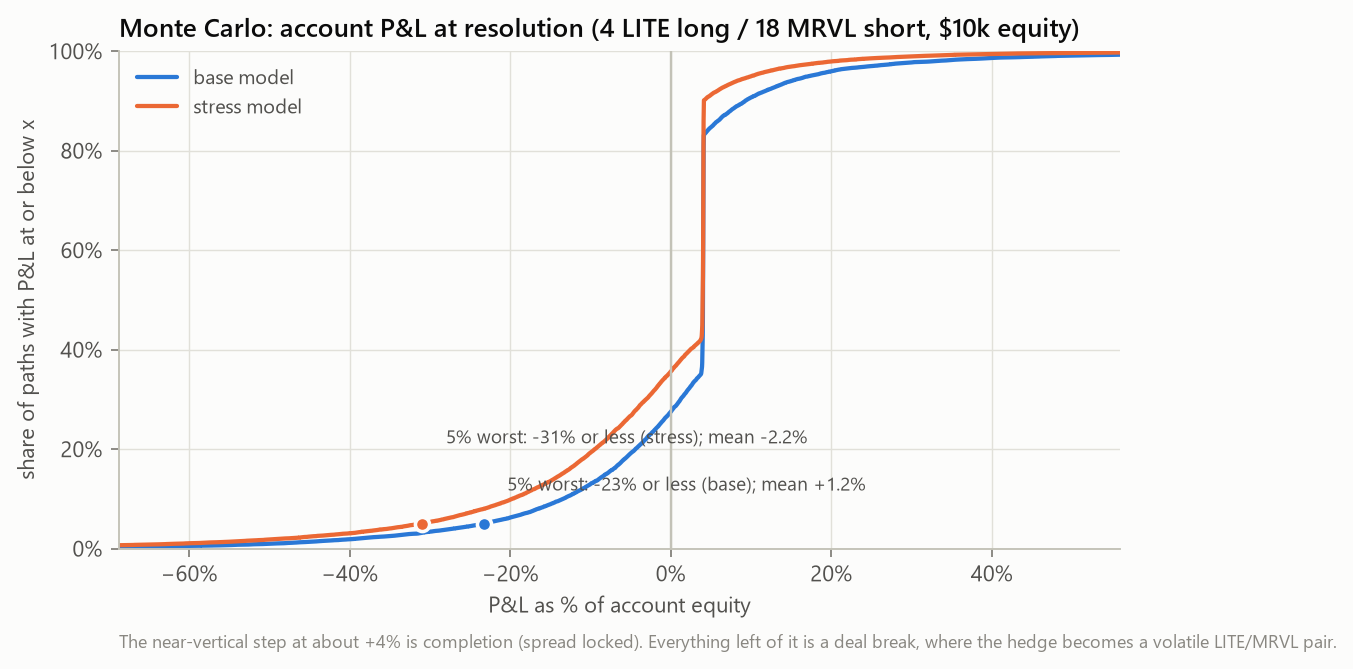 Monte Carlo: account P&L at resolution (4 LITE long / 18 MRVL short, $10k equity)
100%
base model
stress model
80%
60%
40%
20%
0%
share of paths with P&L at or below x
5% worst: -31% or less (stress); mean -2.2%
5% worst: -23% or less (base); mean +1.2%
−60%
−40%
−20%
0%
20%
40%
P&L as % of account equity
The near-vertical step at about +4% is completion (spread locked). Everything left of it is a deal break, where the hedge becomes a volatile LITE/MRVL pair.